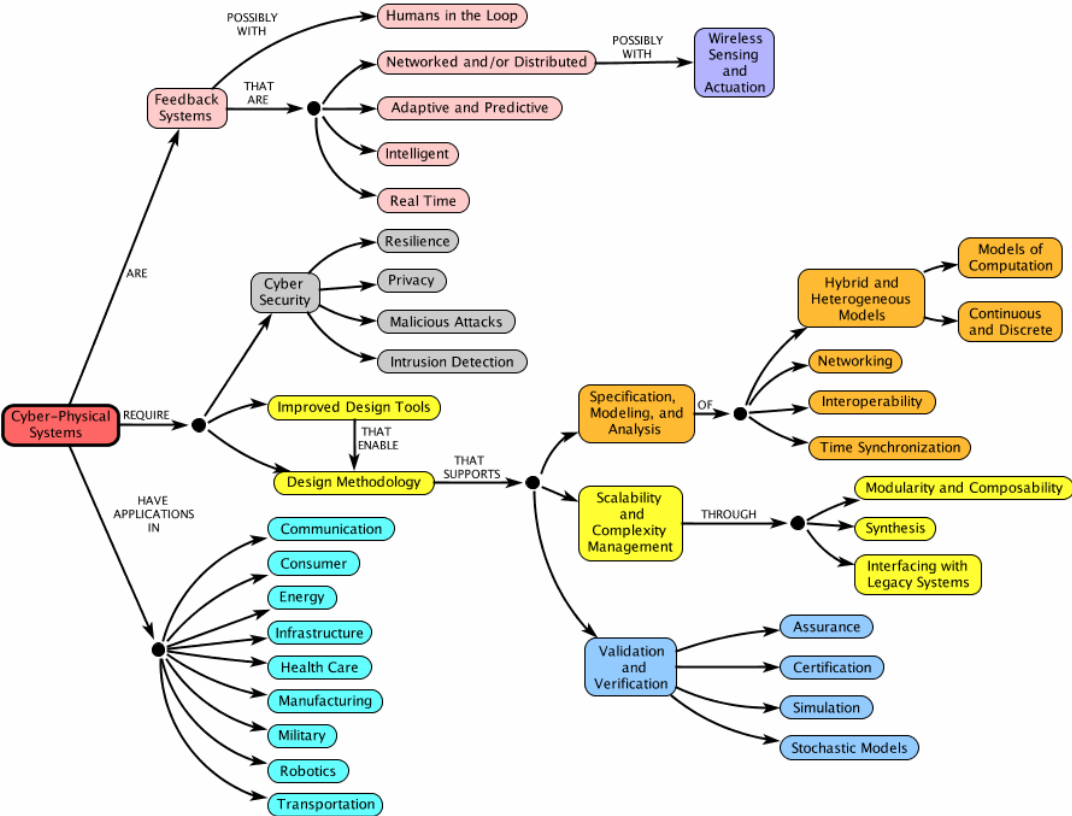 Humans in the Loop
POSSIBLY
WITH
Networked and/or Distributed
POSSIBLY
WITH
Wireless
Sensing
and
Actuation
Feedback
Systems
THAT
ARE
Adaptive and Predictive
Intelligent
Real Time
ARE
Cyber
Security
Resilience
Privacy
Malicious Attacks
Intrusion Detection
Cyber-Physical
Systems
REQUIRE
Improved Design Tools
THAT
ENABLE
Design Methodology
THAT
SUPPORTS
Specification,
Modeling, and
Analysis
OF
Hybrid and
Heterogeneous
Models
Models of
Computation
Continuous
and Discrete
Networking
Interoperability
Time Synchronization
Scalability
and
Complexity
Management
THROUGH
Modularity and Composability
Synthesis
Interfacing with
Legacy Systems
Validation
and
Verification
Assurance
Certification
Simulation
Stochastic Models
HAVE
APPLICATIONS
IN
Communication
Consumer
Energy
Infrastructure
Health Care
Manufacturing
Military
Robotics
Transportation